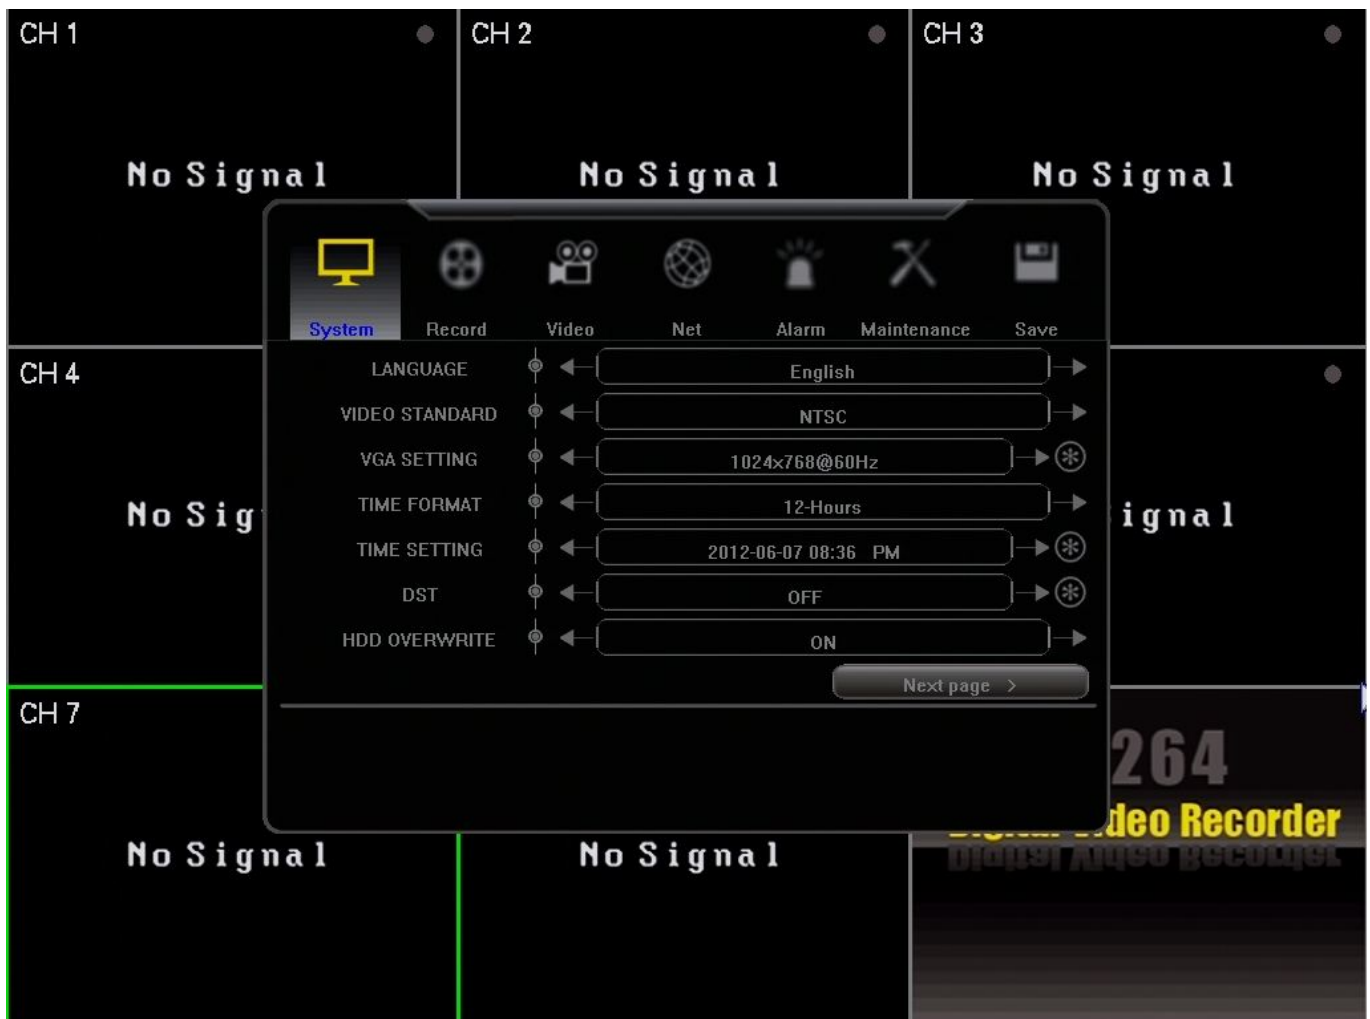 CH 1
CH 2
CH 3
No Signal
No Signal
No Signal
System Record Video Net Alarm Maintenance Save
LANGUAGE English
CH 4
VIDEO STANDARD NTSC
VGA SETTING 1024x768@60Hz
TIME FORMAT 12-Hours
No Sig
ignal
TIME SETTING 2012-06-07 08:36 PM
DST OFF
HDD OVERWRITE ON
Next page >
CH 7
264
Digital Video Recorder
No Signal
No Signal